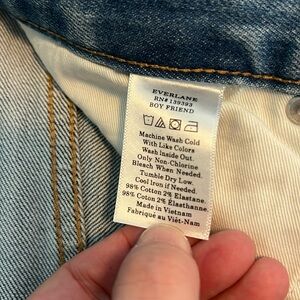 EVERLANE
RN# 139393
BOY FRIEND
Machine Wash Cold
With Like Colors
Wash Inside Out.
Only Non-Chlorine
Bleach When Needed.
Tumble Dry Low.
Cool Iron if Needed.
98% Cotton 2% Elastane.
98% Coton 2% Élasthanne.
Made in Vietnam
Fabriqué au Viêt-Nam